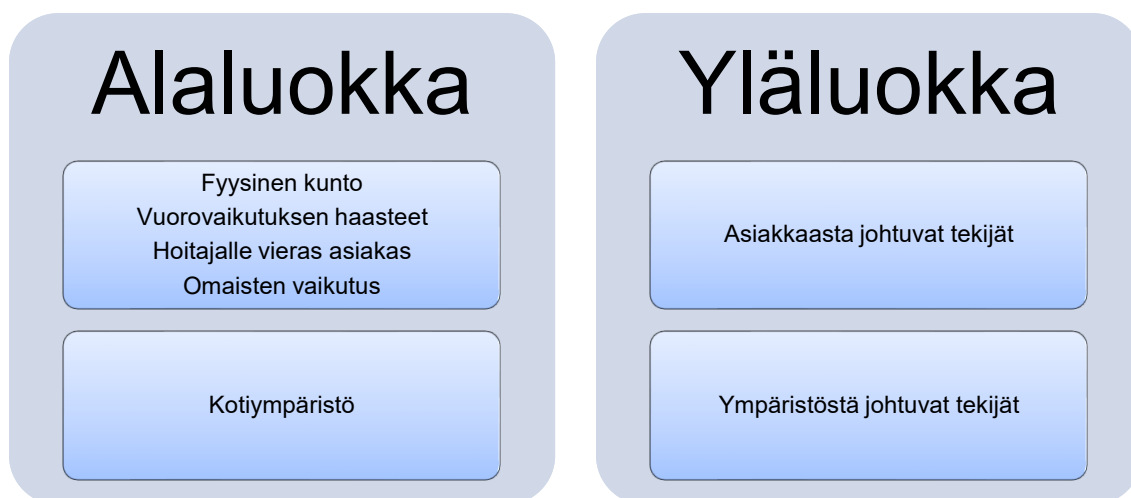 Alaluokka
Fyysinen kunto
Vuorovaikutuksen haasteet
Hoitajalle vieras asiakas
Omaisten vaikutus
Kotiympäristö
Yläluokka
Asiakkaasta johtuvat tekijät
Ympäristöstä johtuvat tekijät